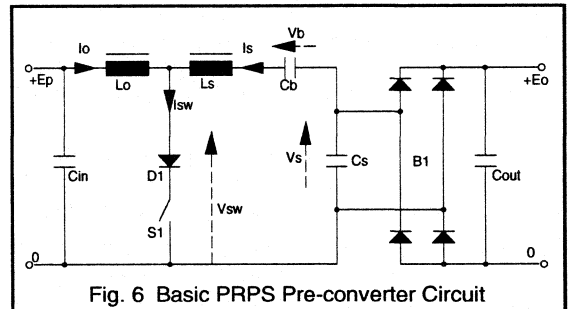 Vb
Io
Is
+Ep
Lo
Ls
Cb
+Eo
Isw
Vs
Cin
D1
Cs
B1
Cout
Vsw
S1
0
0
Fig. 6 Basic PRPS Pre-converter Circuit